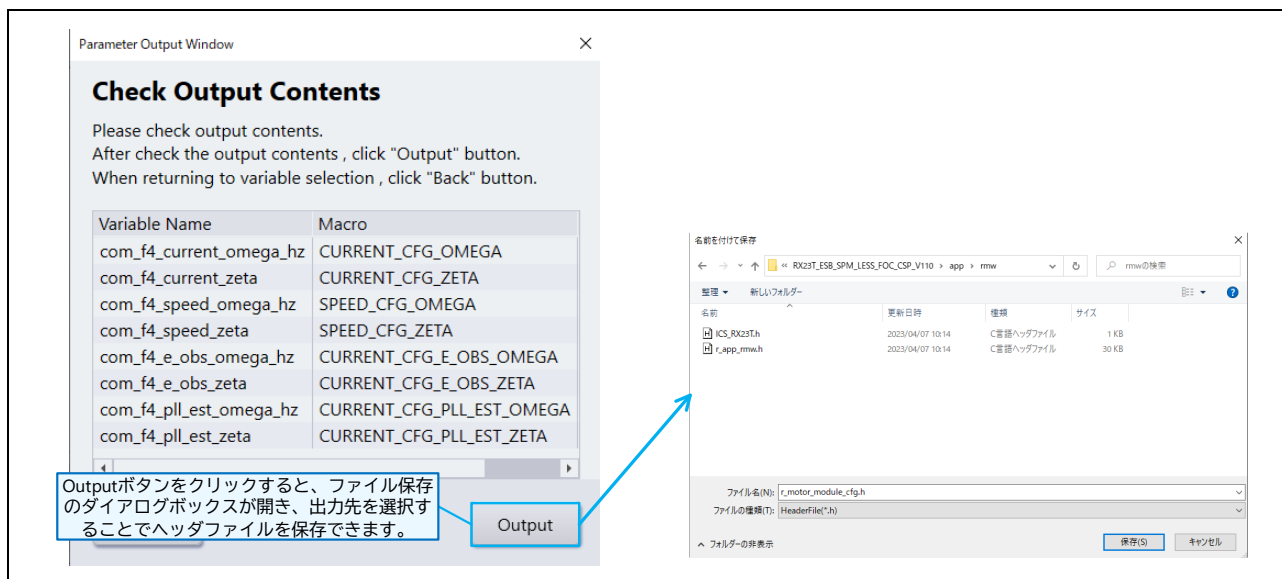 Parameter Output Window
Check Output Contents
Please check output contents.
After check the output contents , click "Output" button.
When returning to variable selection , click "Back" button.
Variable Name Macro
com_f4_current_omega_hz CURRENT_CFG_OMEGA
com_f4_current_zeta CURRENT_CFG_ZETA
com_f4_speed_omega_hz SPEED_CFG_OMEGA
com_f4_speed_zeta SPEED_CFG_ZETA
com_f4_e_obs_omega_hz CURRENT_CFG_E_OBS_OMEGA
com_f4_e_obs_zeta CURRENT_CFG_E_OBS_ZETA
com_f4_pll_est_omega_hz CURRENT_CFG_PLL_EST_OMEGA
com_f4_pll_est_zeta CURRENT_CFG_PLL_EST_ZETA
Outputボタンをクリックすると、ファイル保存
のダイアログボックスが開き、出力先を選択す
ることでヘッダファイルを保存できます。
Output
名前を付けて保存
« RX23T_ESB_SPM_LESS_FOC_CSP_V110 › app › rmw
rmwの検索
整理 新しいフォルダー
名前 更新日時 種類 サイズ
ICS_RX23T.h 2023/04/07 10:14 C言語ヘッダファイル 1 KB
r_app_rmw.h 2023/04/07 10:14 C言語ヘッダファイル 30 KB
ファイル名(N): r_motor_module_cfg.h
ファイルの種類(T): HeaderFile(*.h)
フォルダーの非表示
保存(S) キャンセル